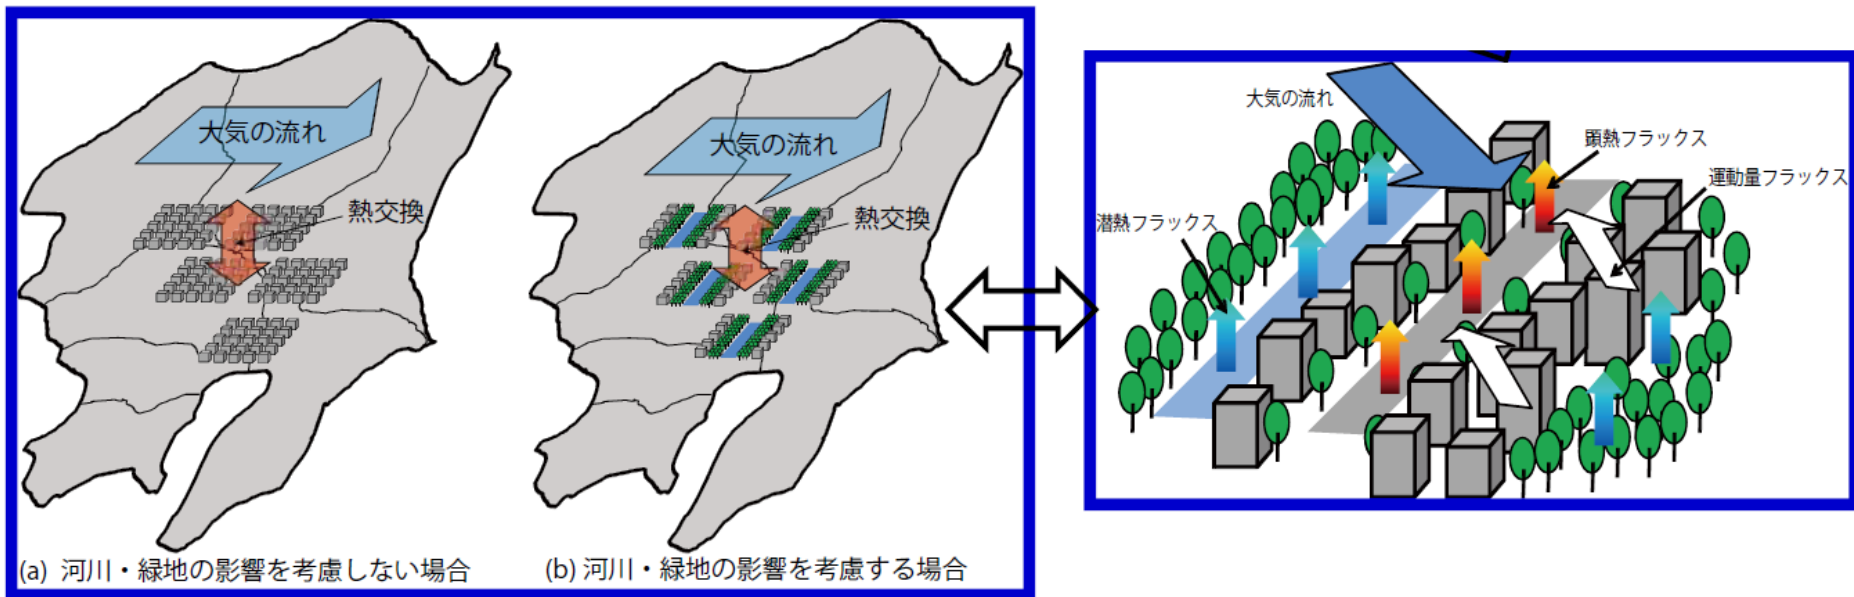 大気の流れ
熱交換
(a) 河川・緑地の影響を考慮しない場合
大気の流れ
熱交換
(b) 河川・緑地の影響を考慮する場合
大気の流れ
顕熱フラックス
運動量フラックス
潜熱フラックス